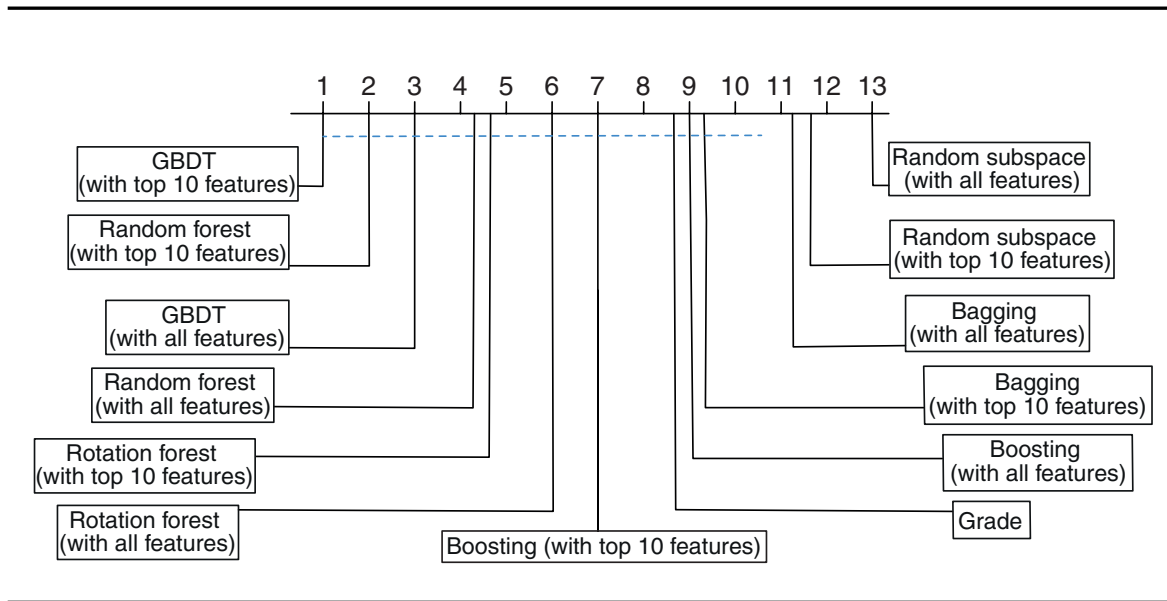 1 2 3 4 5 6 7 8 9 10 11 12 13
GBDT
(with top 10 features)
Random forest
(with top 10 features)
GBDT
(with all features)
Random forest
(with all features)
Rotation forest
(with top 10 features)
Rotation forest
(with all features)
Boosting (with top 10 features)
Random subspace
(with all features)
Random subspace
(with top 10 features)
Bagging
(with all features)
Bagging
(with top 10 features)
Boosting
(with all features)
Grade